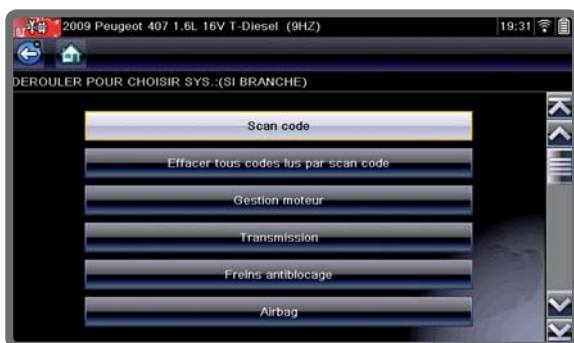 2009 Peugeot 407 1.6L 16V T-Diesel (9HZ) 19:31
DEROULER POUR CHOISIR SYS.:(SI BRANCHE)
Scan code
Effacer tous codes lus par scan code
Gestion moteur
Transmission
Freins antiblocage
Airbag